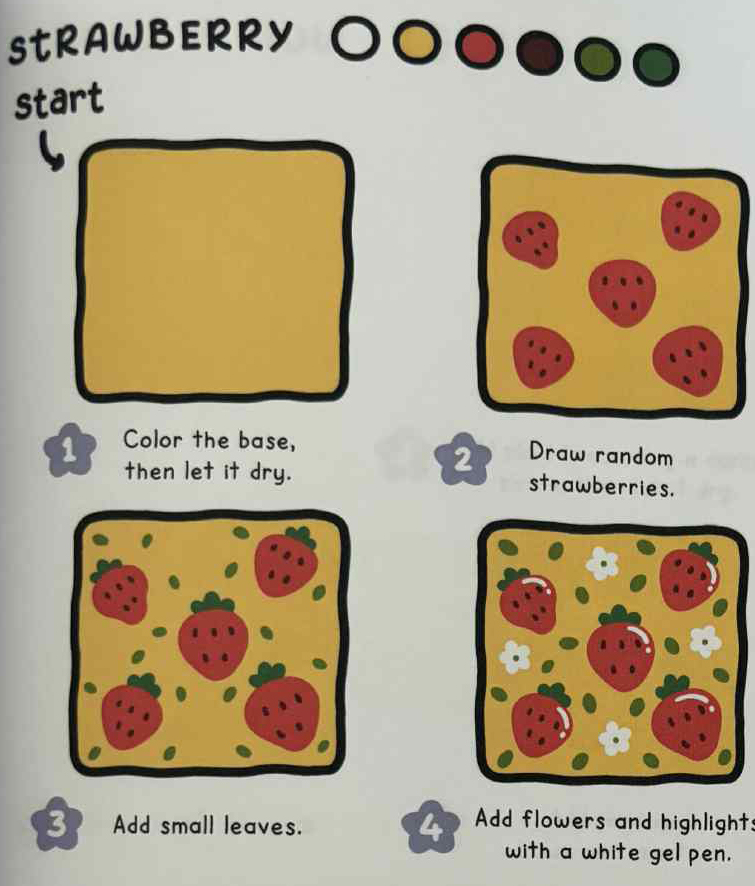 STRAWBERRY
start
1 Color the base,
then let it dry.
2 Draw random
strawberries.
3 Add small leaves.
4 Add flowers and highlights
with a white gel pen.